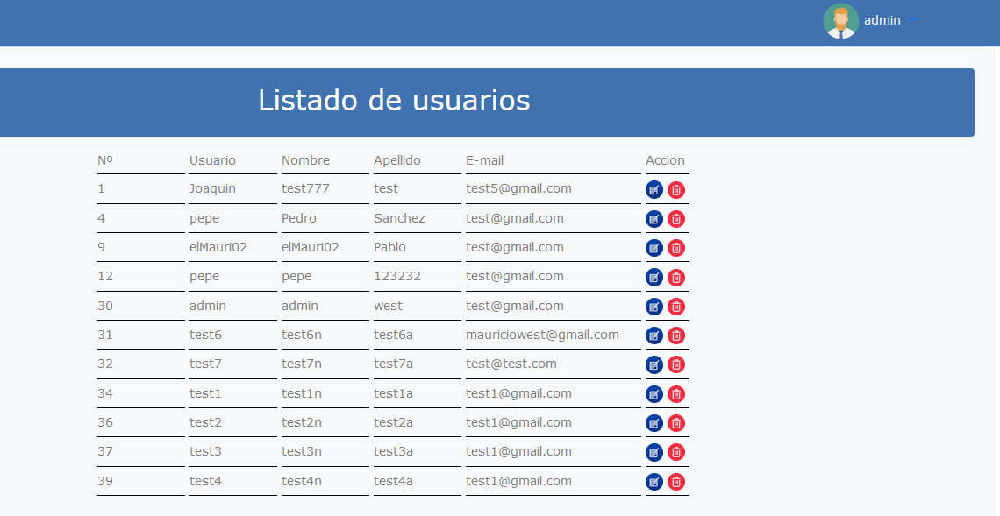 admin
Listado de usuarios
Nº Usuario Nombre Apellido E-mail Accion
1 Joaquin test777 test test5@gmail.com
4 pepe Pedro Sanchez test@gmail.com
9 elMauri02 elMauri02 Pablo test@gmail.com
12 pepe pepe 123232 test@gmail.com
30 admin admin west test@gmail.com
31 test6 test6n test6a mauriciowest@gmail.com
32 test7 test7n test7a test@test.com
34 test1 test1n test1a test1@gmail.com
36 test2 test2n test2a test1@gmail.com
37 test3 test3n test3a test1@gmail.com
39 test4 test4n test4a test1@gmail.com